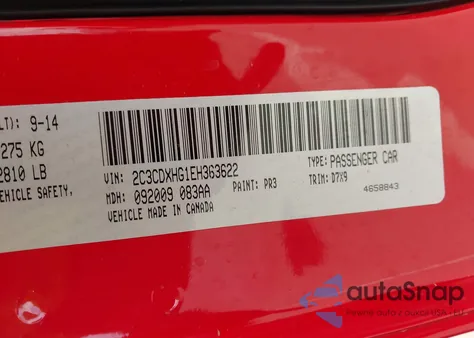 LT): 9-14
275 KG
2810 LB
VEHICLE SAFETY,
VIN: 2C3CDXHG1EH363622
TYPE: PASSENGER CAR
MDH: 092009 083AA
PAINT: PR3
TRIM: D7X9
VEHICLE MADE IN CANADA
4658843
autoSnap